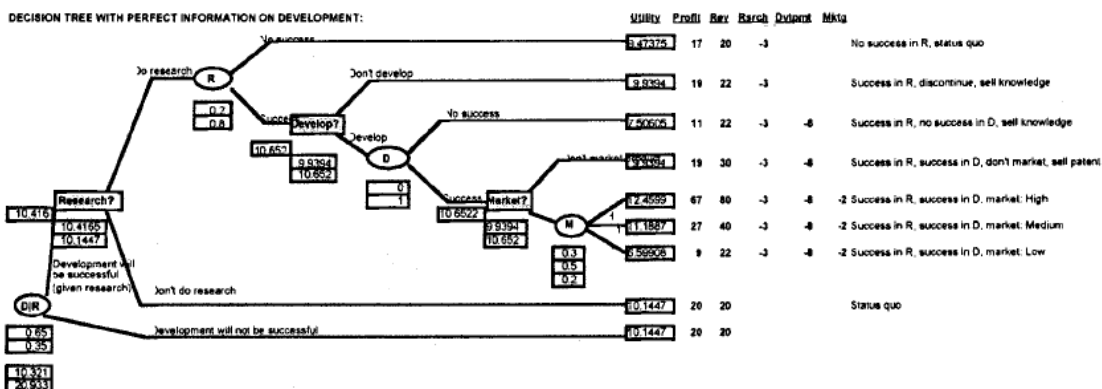 DECISION TREE WITH PERFECT INFORMATION ON DEVELOPMENT:
Utility Profit Rev Rsrch Dvlpmt Mktg
No success
9.47375 17 20 -3 No success in R, status quo
Do research
R
Don't develop
9.9394 19 22 -3 Success in R, discontinue, sell knowledge
0.2
0.8
Success
Develop?
No success
7.50605 11 22 -3 -8 Success in R, no success in D, sell knowledge
Develop
10.652
9.9394
10.652
D
Don't market
9.9394 19 30 -3 -8 Success in R, success in D, don't market, sell patent
0
1
Research?
Success
Market?
12.4599 67 80 -3 -8 -2 Success in R, success in D, market: High
10.416
10.4165
10.1447
10.6522
9.9394
10.652
M
1
1
11.1887 27 40 -3 -8 -2 Success in R, success in D, market: Medium
6.59908 9 22 -3 -8 -2 Success in R, success in D, market: Low
0.3
0.5
0.2
Development will
be successful
(given research)
Don't do research
10.1447 20 20 Status quo
D|R
Development will not be successful
10.1447 20 20
0.65
0.35
10.321
20.933